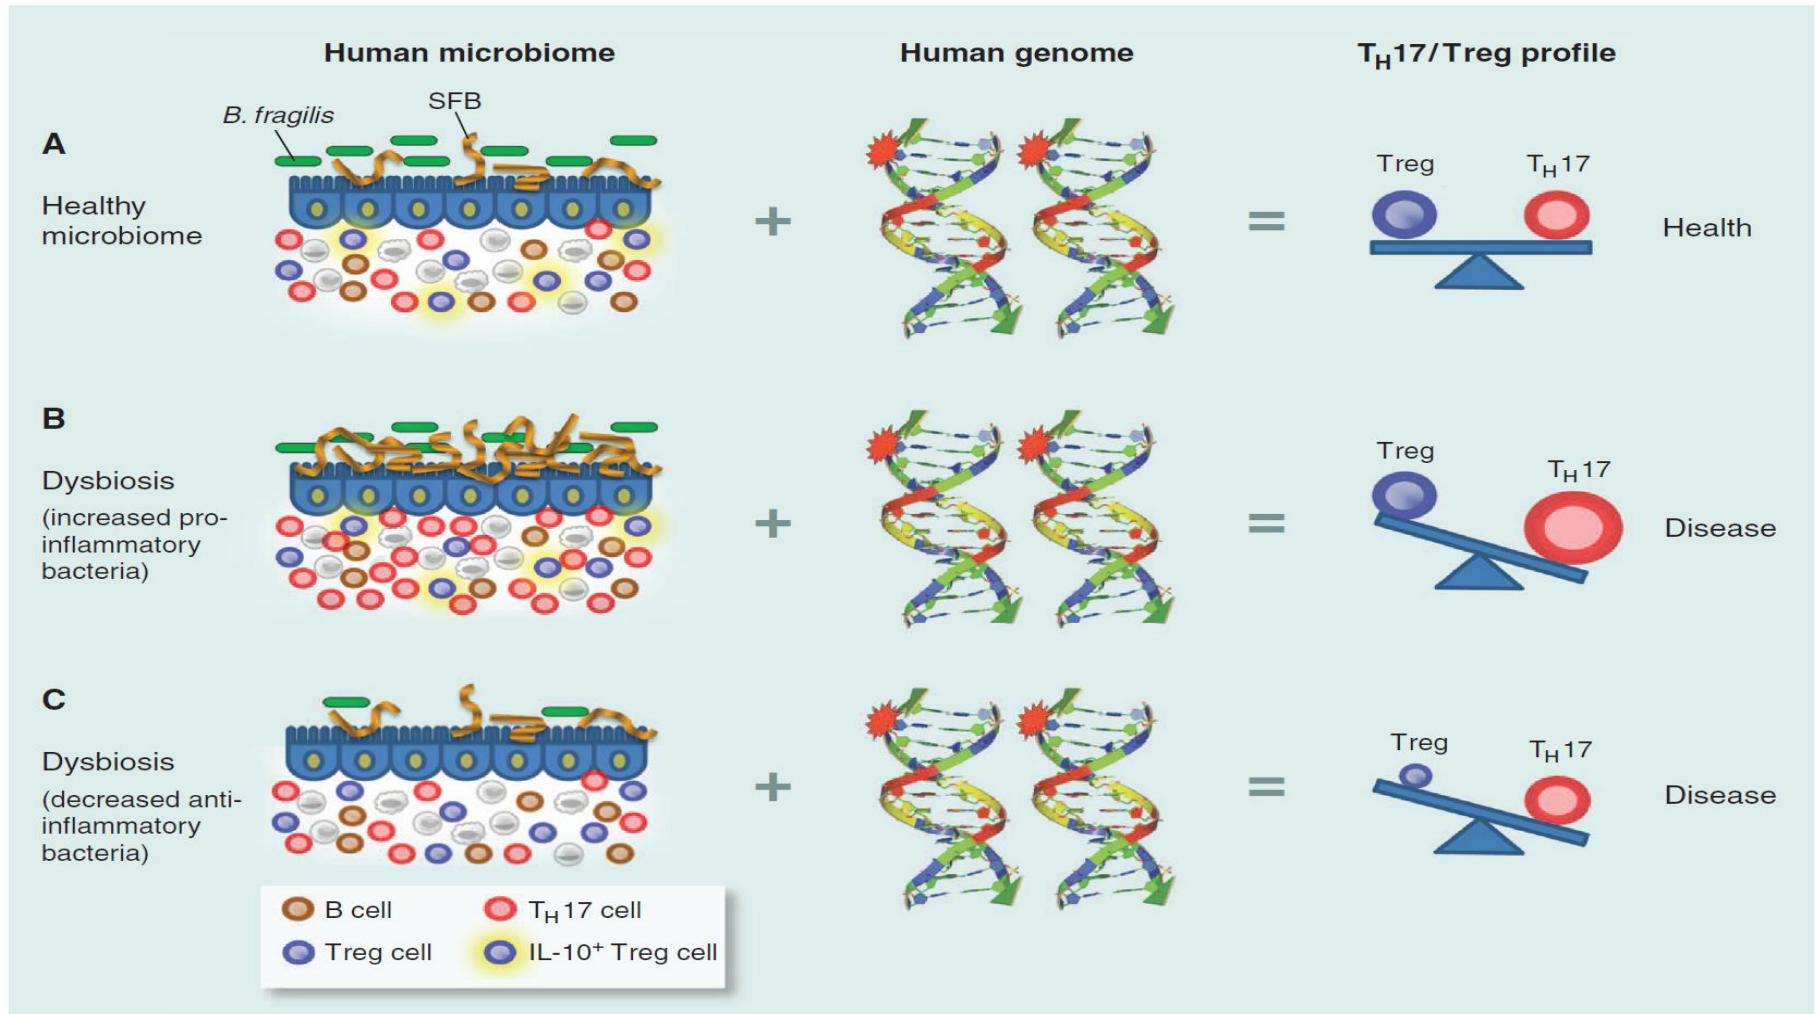 Human microbiome
Human genome
TH17/Treg profile
SFB
B. fragilis
A
Healthy
microbiome
+
=
Treg
TH17
Health
B
Dysbiosis
(increased pro-
inflammatory
bacteria)
+
=
Treg
TH17
Disease
C
Dysbiosis
(decreased anti-
inflammatory
bacteria)
+
=
Treg
TH17
Disease
B cell
TH17 cell
Treg cell
IL-10+ Treg cell